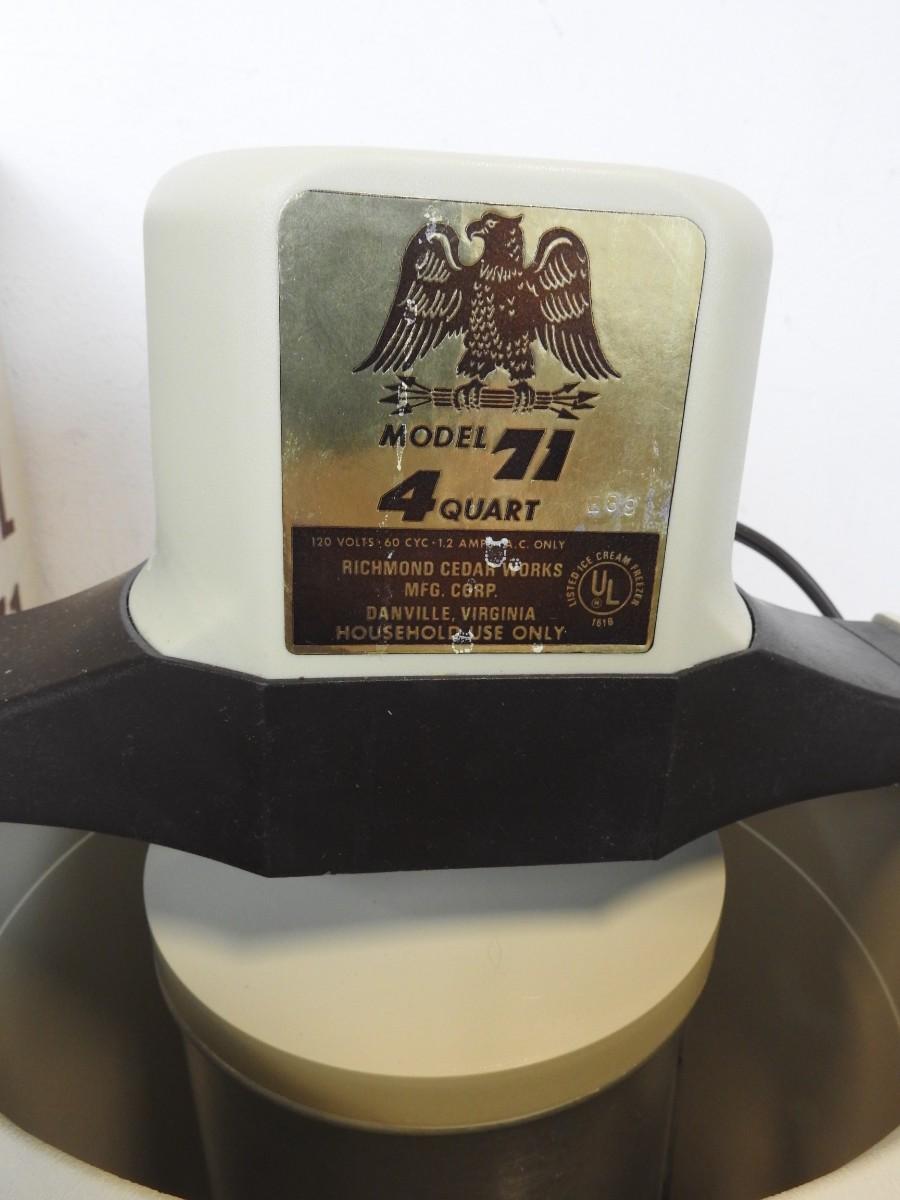 MODEL 71
4 QUART
120 VOLTS · 60 CYC · 1.2 AMP A.C. ONLY
RICHMOND CEDAR WORKS
MFG. CORP.
DANVILLE, VIRGINIA
HOUSEHOLD USE ONLY
LISTED ICE CREAM FREEZER
UL